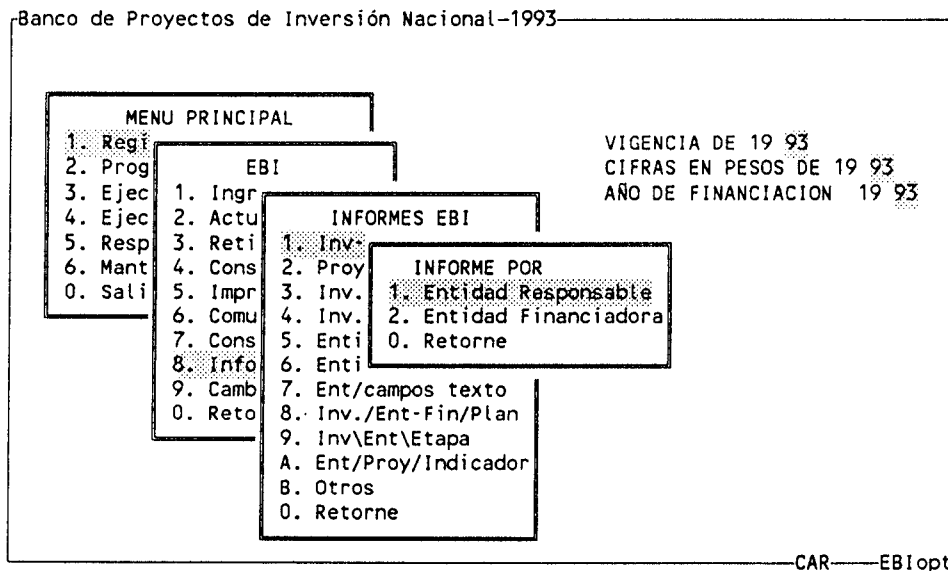 Banco de Proyectos de Inversión Nacional-1993
MENU PRINCIPAL
1. Regi
2. Prog
3. Ejec
4. Ejec
5. Resp
6. Mant
0. Sali
EBI
1. Ingr
2. Actu
3. Reti
4. Cons
5. Impr
6. Comu
7. Cons
8. Info
9. Camb
0. Reto
INFORMES EBI
1. Inv-
2. Proy
3. Inv.
4. Inv.
5. Enti
6. Enti
7. Ent/campos texto
8. Inv./Ent-Fin/Plan
9. Inv\Ent\Etapa
A. Ent/Proy/Indicador
B. Otros
0. Retorne
INFORME POR
1. Entidad Responsable
2. Entidad Financiadora
0. Retorne
VIGENCIA DE 19 93
CIFRAS EN PESOS DE 19 93
AÑO DE FINANCIACION 19 93
CAR
EBIopt